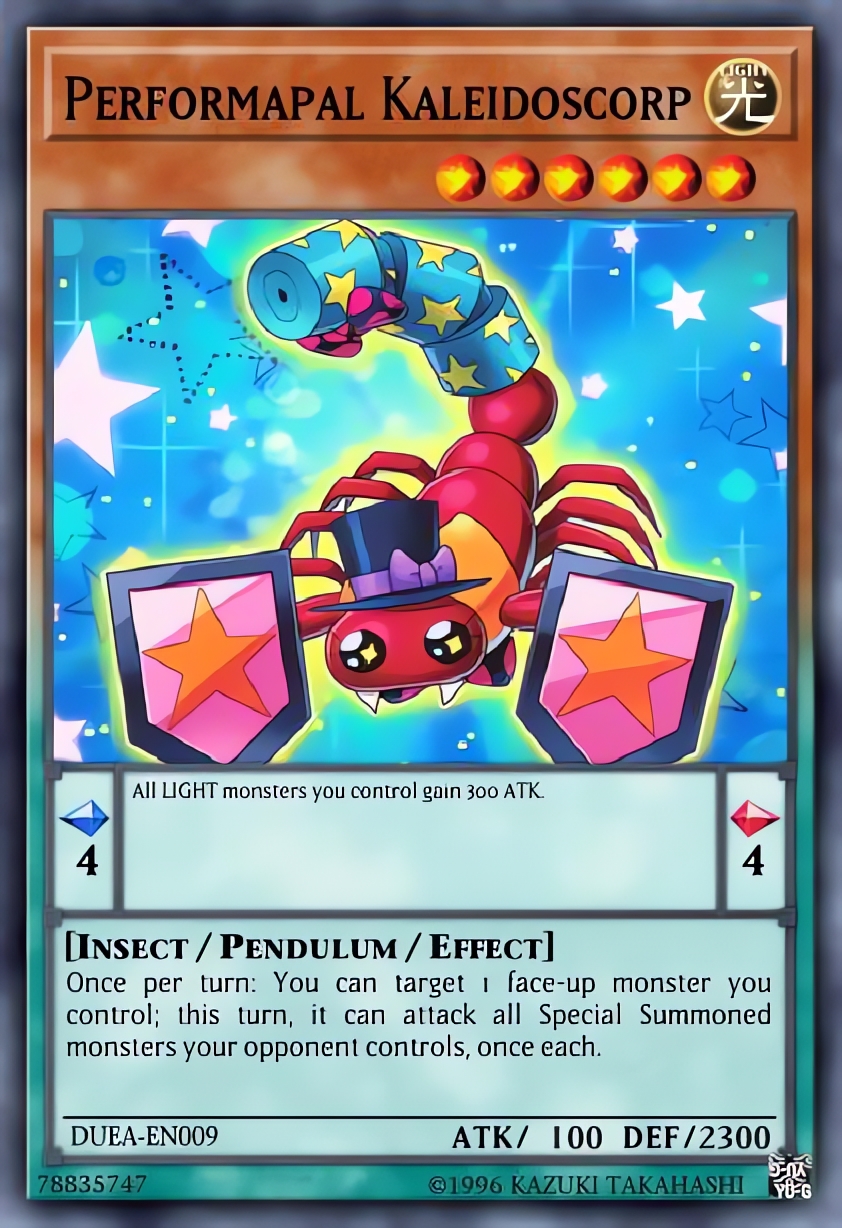 PERFORMAPAL KALEIDOSCORP
LIGHT
光
All LIGHT monsters you control gain 300 ATK.
4
4
[INSECT / PENDULUM / EFFECT]
Once per turn: You can target 1 face-up monster you
control; this turn, it can attack all Special Summoned
monsters your opponent controls, once each.
DUEA-EN009
ATK/ 100 DEF/2300
78835747
©1996 KAZUKI TAKAHASHI